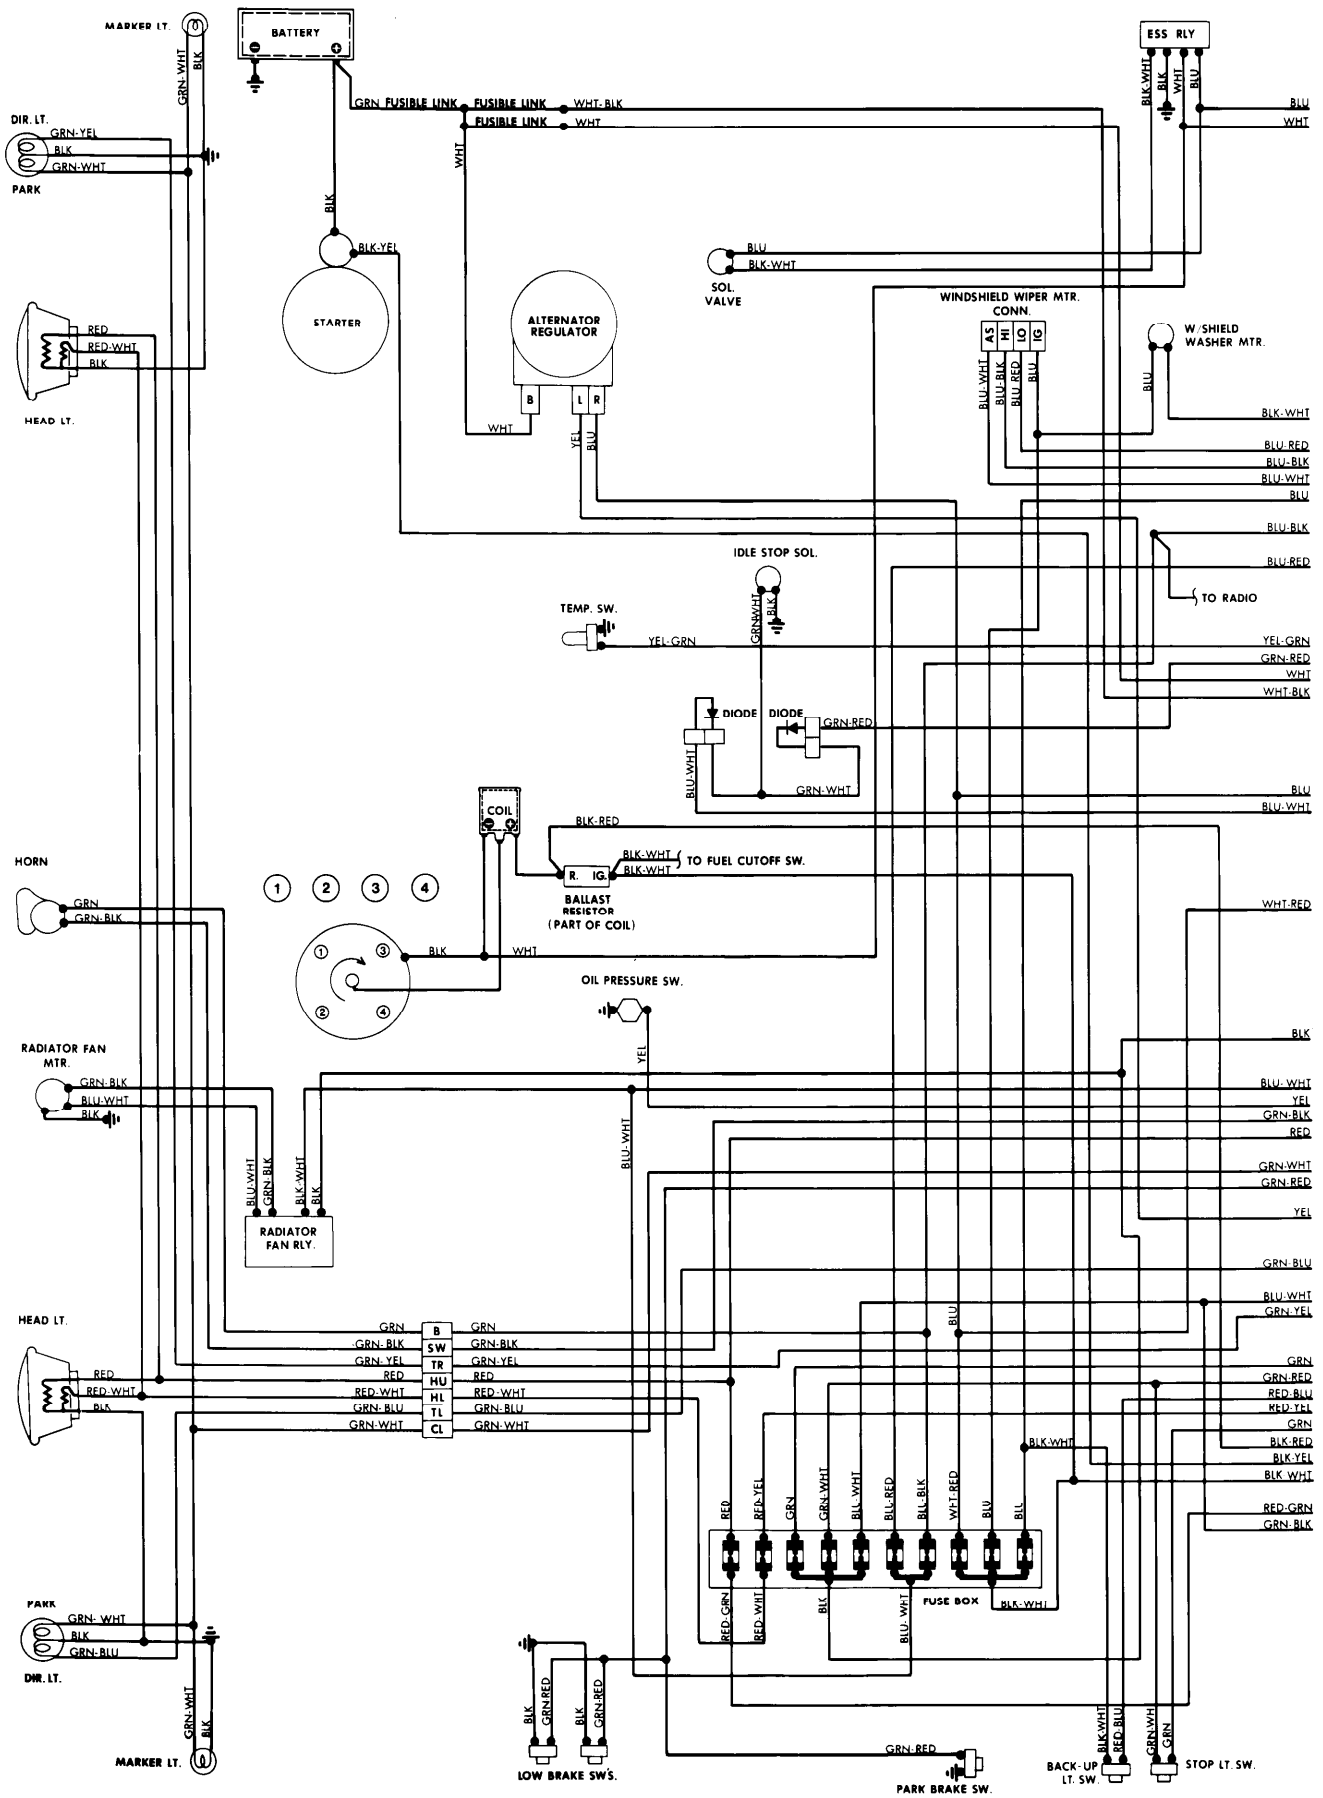 MARKER LT.
BATTERY
ESS RLY
GRN-WHT
BLK
BLK-WHT
BLK
WHT
BLU
GRN FUSIBLE LINK FUSIBLE LINK WHT-BLK
BLU
FUSIBLE LINK WHT
WHT
DIR. LT.
GRN-YEL
BLK
GRN-WHT
PARK
WHT
BLK
BLK-YEL
BLU
BLK-WHT
SOL.
VALVE
WINDSHIELD WIPER MTR.
CONN.
AS
HI
LO
IG
W/SHIELD
WASHER MTR.
STARTER
ALTERNATOR
REGULATOR
RED
RED-WHT
BLK
HEAD LT.
B
L
R
BLU-WHT
BLU-BLK
BLU RED
BLU
BLU
WHT
YEL
BLU
BLK-WHT
BLU-RED
BLU-BLK
BLU-WHT
BLU
BLU-BLK
IDLE STOP SOL.
BLU-RED
TO RADIO
GRN-WHT
BLK
TEMP. SW.
YEL-GRN
YEL-GRN
GRN-RED
WHT
WHT-BLK
DIODE DIODE
GRN-RED
BLU-WHT
GRN-WHT
BLU
BLU-WHT
COIL
BLK-RED
BLK-WHT
TO FUEL CUTOFF SW.
BLK-WHT
R. IG.
BALLAST
RESISTOR
(PART OF COIL)
HORN
GRN
GRN-BLK
1 2 3 4
WHT-RED
1 3
2 4
BLK
WHT
OIL PRESSURE SW.
YEL
BLK
RADIATOR FAN
MTR.
GRN-BLK
BLU-WHT
BLK
BLU-WHT
YEL
GRN-BLK
RED
BLU-WHT
GRN-WHT
GRN-RED
BLU-WHT
GRN-BLK
BLK-WHT
BLK
YEL
RADIATOR
FAN RLY.
GRN-BLU
BLU-WHT
GRN-YEL
BLU
HEAD LT.
GRN B GRN
GRN-BLK SW GRN-BLK
GRN-YEL TR GRN-YEL
RED HU RED
RED-WHT HL RED-WHT
GRN-BLU TL GRN-BLU
GRN-WHT CL GRN-WHT
RED
RED-WHT
BLK
GRN
GRN-RED
RED-BLU
RED-YEL
GRN
BLK-RED
BLK-YEL
BLK WHT
RED-GRN
GRN-BLK
BLK-WHT
RED
RED-YEL
GRN
GRN-WHT
BLU-WHT
BLU-RED
BLU-BLK
WHT-RED
BLU
BLU
FUSE BOX
BLK-WHT
RED-GRN
RED-WHT
BLK
BLU-WHT
PARK
GRN-WHT
BLK
GRN-BLU
DIR. LT.
GRN-WHT
BLK
MARKER LT.
BLK
GRN-RED
BLK
GRN-RED
LOW BRAKE SW'S.
GRN-RED
PARK BRAKE SW.
BLK-WHT
RED-BLU
BACK-UP
LT. SW.
GRN-WH
GRN
STOP LT. SW.